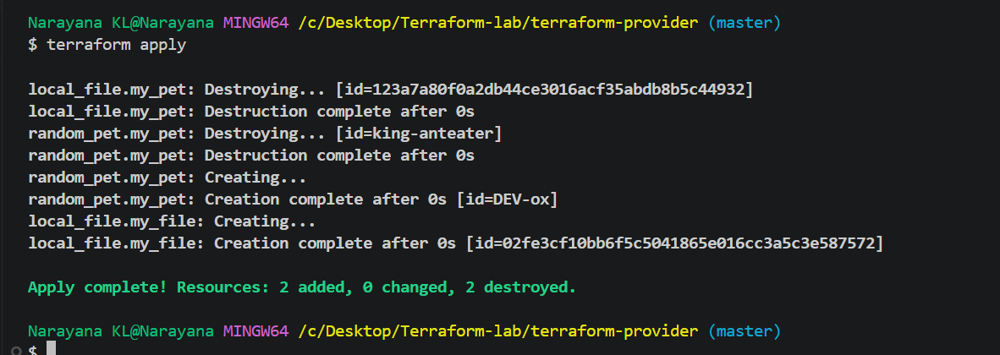 Narayana KL@Narayana MINGW64 /c/Desktop/Terraform-lab/terraform-provider (master)
$ terraform apply
local_file.my_pet: Destroying... [id=123a7a80f0a2db44ce3016acf35abdb8b5c44932]
local_file.my_pet: Destruction complete after 0s
random_pet.my_pet: Destroying... [id=king-anteater]
random_pet.my_pet: Destruction complete after 0s
random_pet.my_pet: Creating...
random_pet.my_pet: Creation complete after 0s [id=DEV-ox]
local_file.my_file: Creating...
local_file.my_file: Creation complete after 0s [id=02fe3cf10bb6f5c5041865e016cc3a5c3e587572]
Apply complete! Resources: 2 added, 0 changed, 2 destroyed.
Narayana KL@Narayana MINGW64 /c/Desktop/Terraform-lab/terraform-provider (master)
$